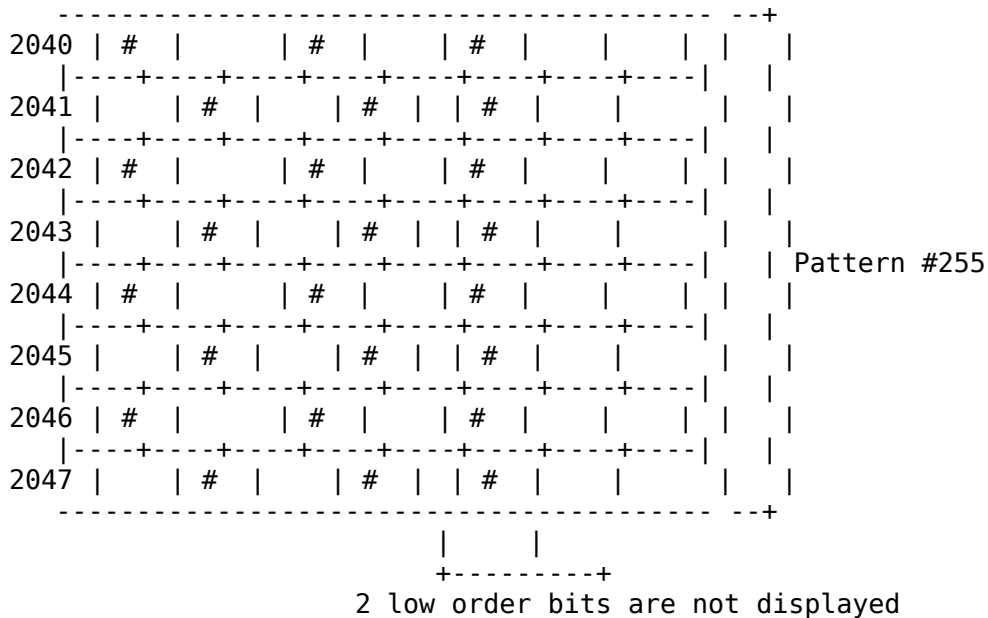 ----------------------------------------- --+
2040 | #  |      | #  |    | #  |    |    | |   |
|----+----+----+----+----+----+----+----|   |
2041 |    | #  |    | #  | | #  |    |      |   |
|----+----+----+----+----+----+----+----|   |
2042 | #  |      | #  |    | #  |    |    | |   |
|----+----+----+----+----+----+----+----|   |
2043 |    | #  |    | #  | | #  |    |      |   |
|----+----+----+----+----+----+----+----|   | Pattern #255
2044 | #  |      | #  |    | #  |    |    | |   |
|----+----+----+----+----+----+----+----|   |
2045 |    | #  |    | #  | | #  |    |      |   |
|----+----+----+----+----+----+----+----|   |
2046 | #  |      | #  |    | #  |    |    | |   |
|----+----+----+----+----+----+----+----|   |
2047 |    | #  |    | #  | | #  |    |      |   |
----------------------------------------- --+
|     |
+---------+
2 low order bits are not displayed